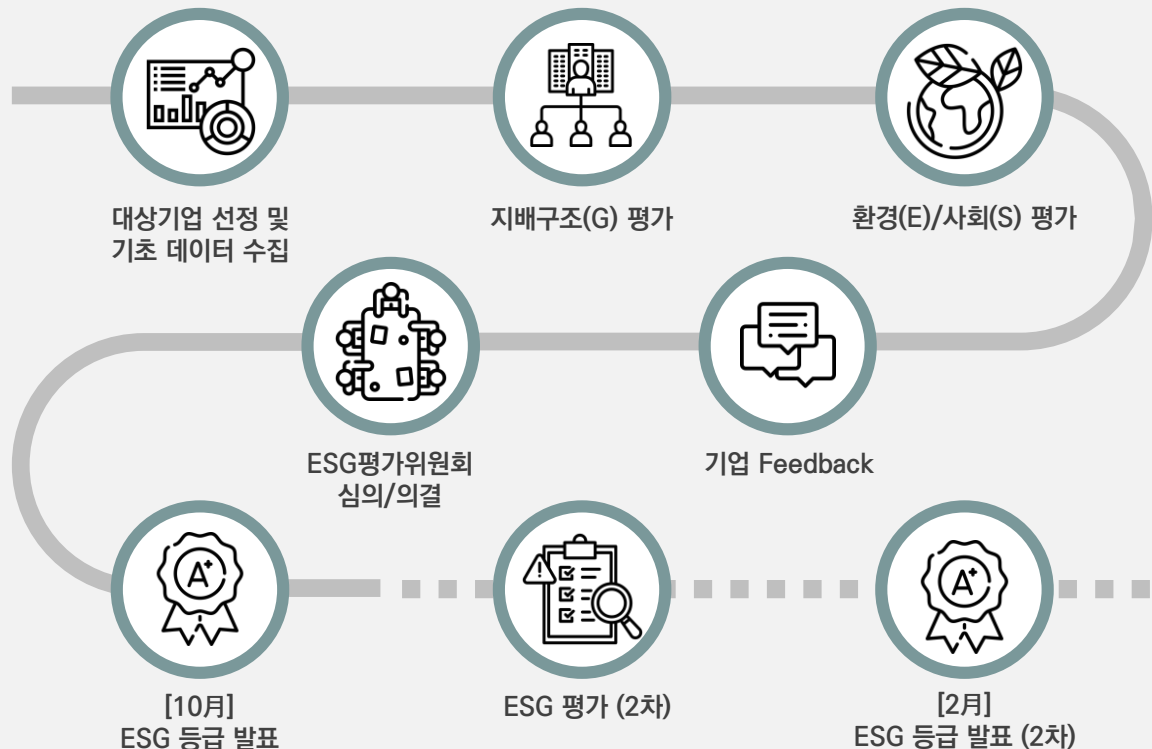 대상기업 선정 및
기초 데이터 수집
지배구조(G) 평가
환경(E)/사회(S) 평가
기업 Feedback
ESG평가위원회
심의/의결
A+
[10月]
ESG 등급 발표
ESG 평가 (2차)
A+
[2月]
ESG 등급 발표 (2차)